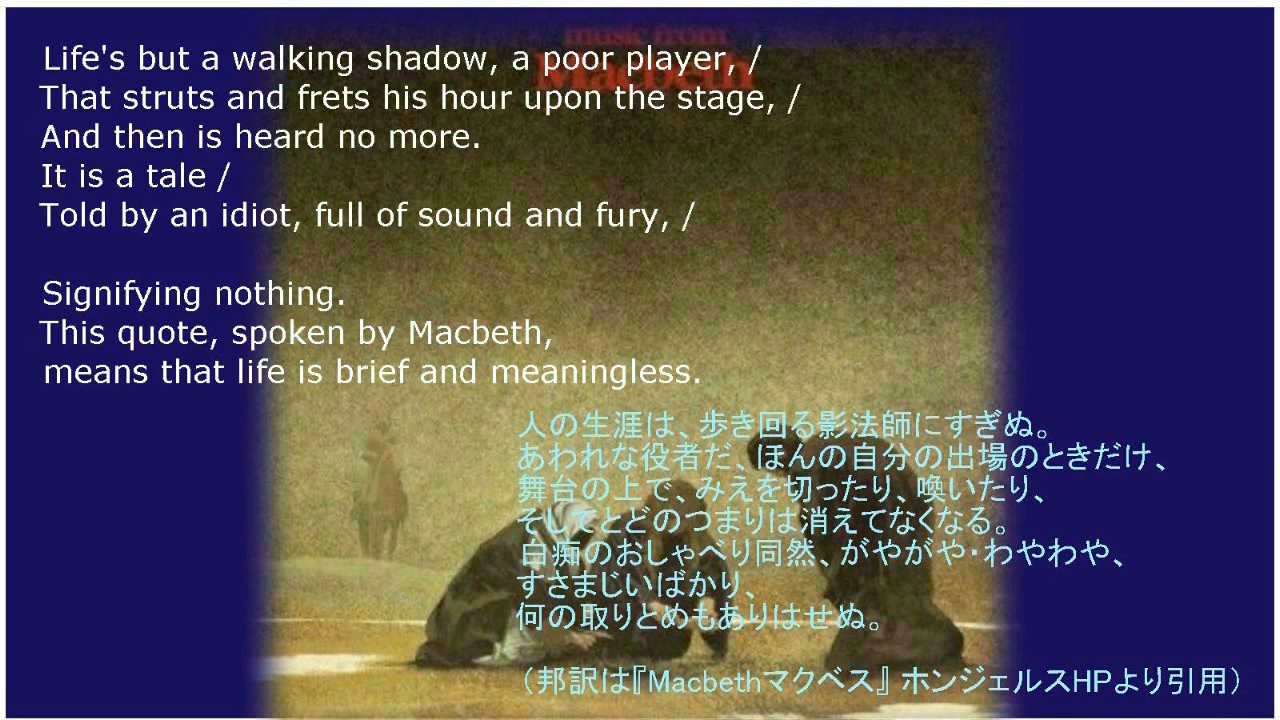 music from
Macbeth
Life's but a walking shadow, a poor player, /
That struts and frets his hour upon the stage, /
And then is heard no more.
It is a tale /
Told by an idiot, full of sound and fury, /
Signifying nothing.
This quote, spoken by Macbeth,
means that life is brief and meaningless.
人の生涯は、歩き回る影法師にすぎぬ。
あわれな役者だ、ほんの自分の出場のときだけ、
舞台の上で、みえを切ったり、喚いたり、
そしてとどのつまりは消えてなくなる。
白痴のおしゃべり同然、がやがや・わやわや、
すさまじいばかり、
何の取りとめもありはせぬ。
（邦訳は『Macbethマクベス』 ホンジェルスHPより引用）